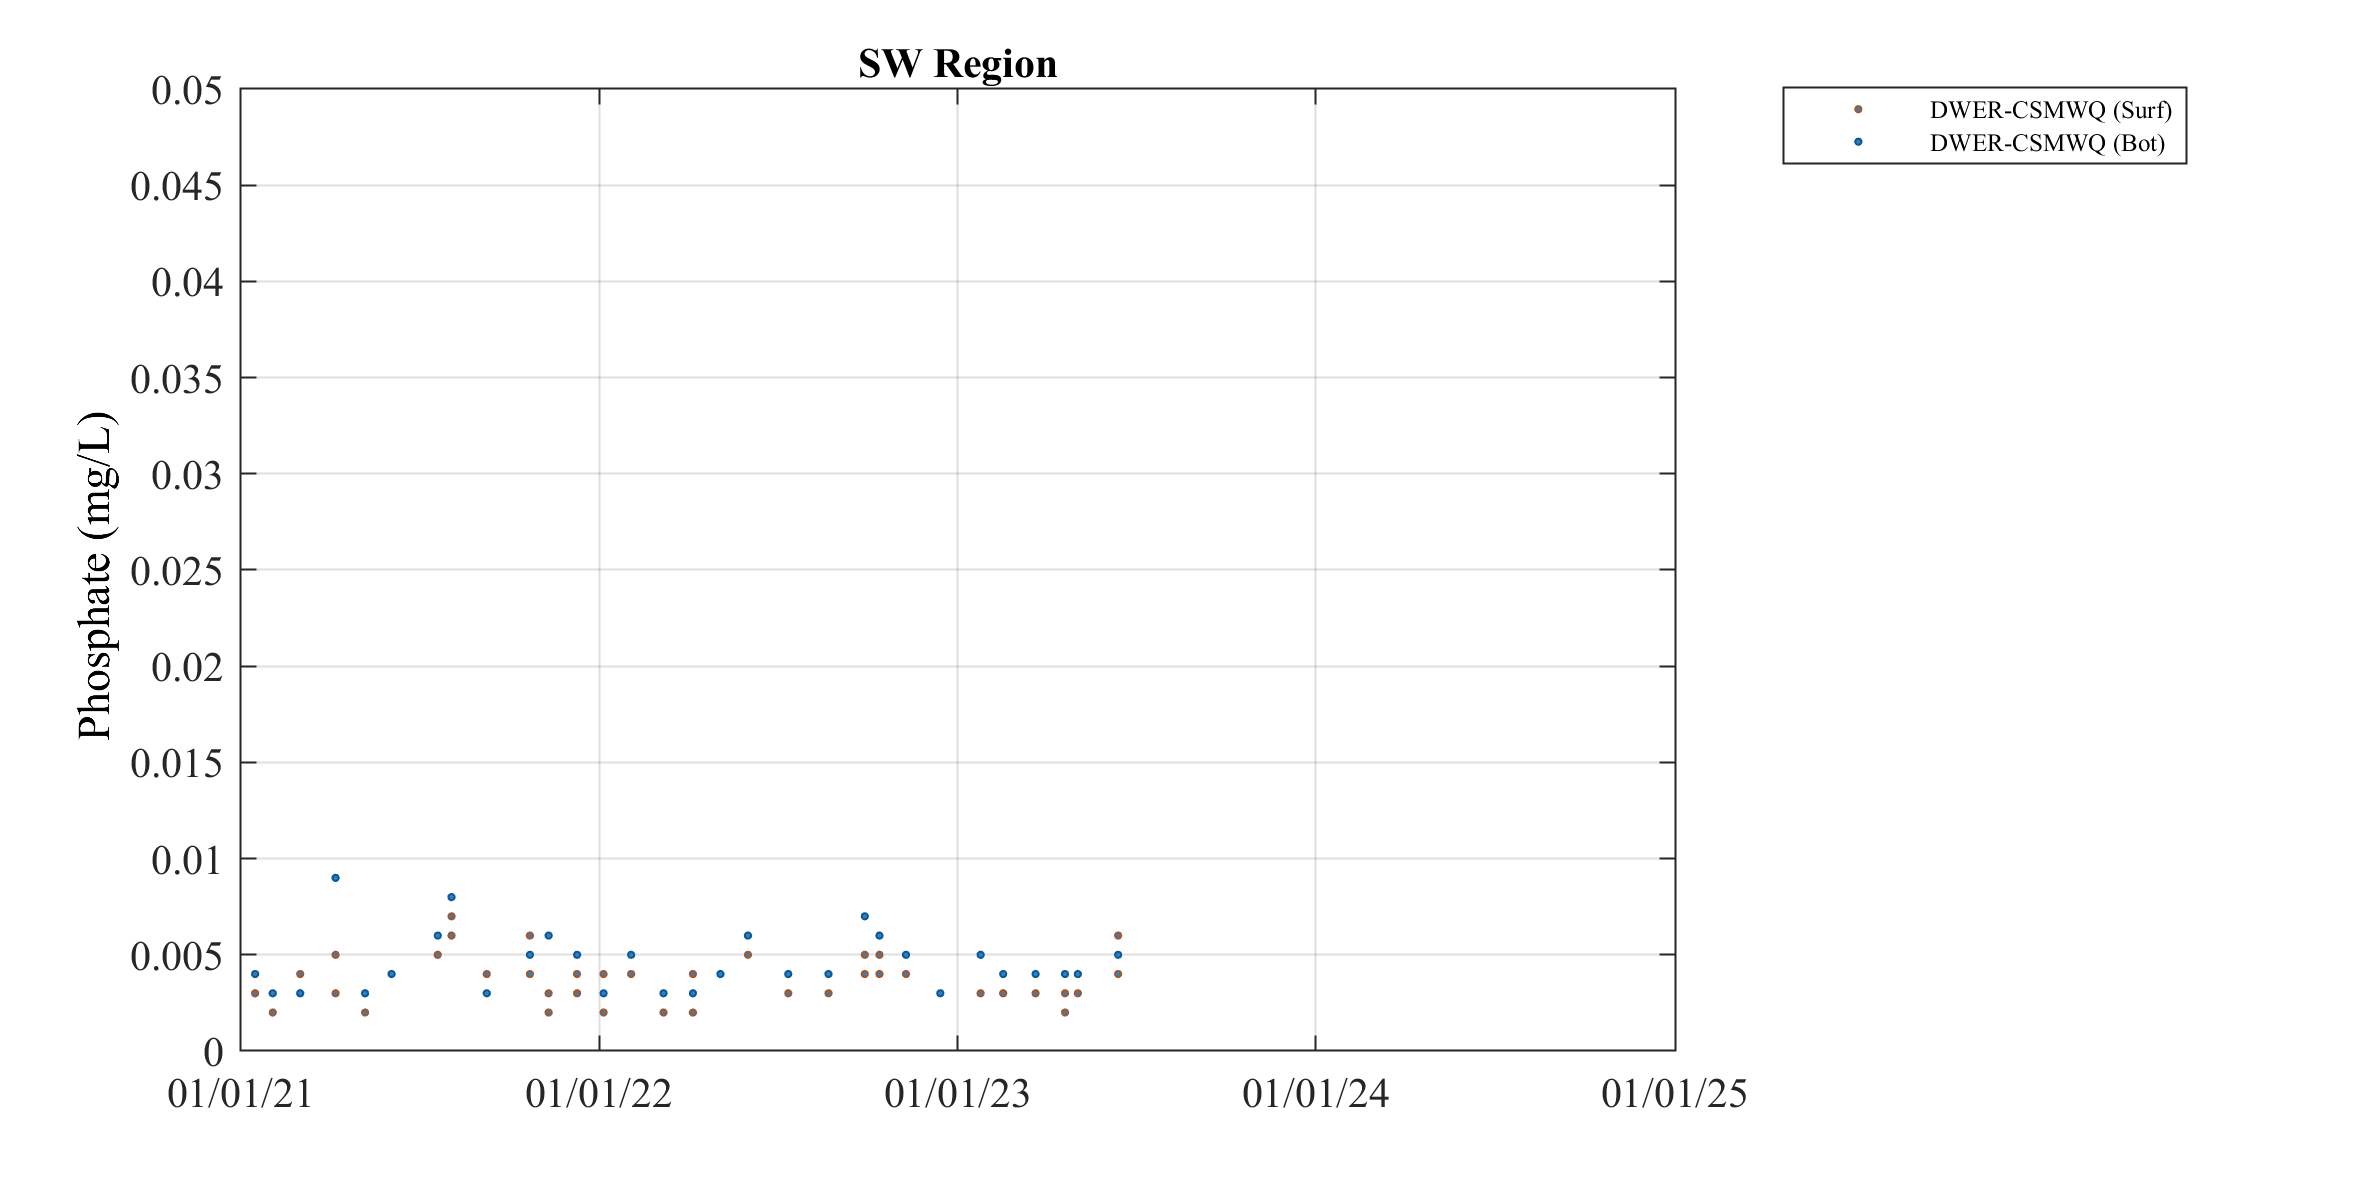 SW Region
0.05
0.045
0.04
0.035
0.03
0.025
0.02
0.015
0.01
0.005
0
Phosphate (mg/L)
01/01/21 01/01/22 01/01/23 01/01/24 01/01/25
DWER-CSMWQ (Surf)
DWER-CSMWQ (Bot)